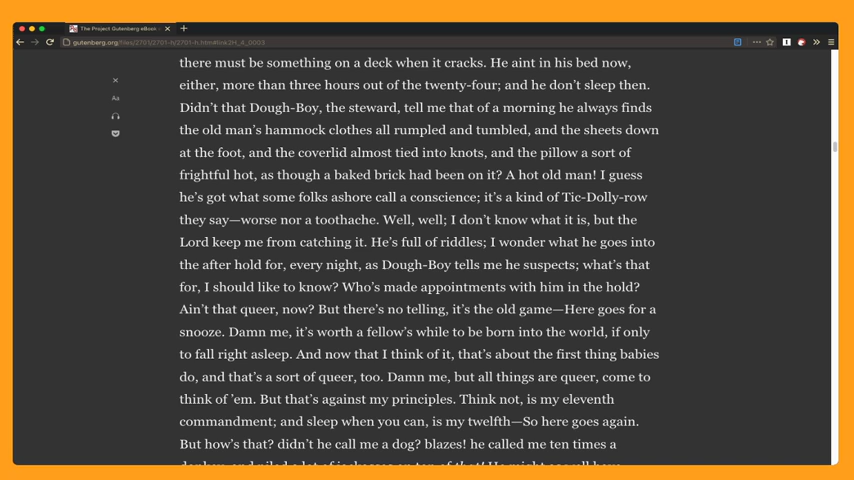 The Project Gutenberg eBook
gutenberg.org/files/2701/2701-h/2701-h.htm#link2H_4_0003
Aa
there must be something on a deck when it cracks. He aint in his bed now,
either, more than three hours out of the twenty-four; and he don’t sleep then.
Didn’t that Dough-Boy, the steward, tell me that of a morning he always finds
the old man’s hammock clothes all rumpled and tumbled, and the sheets down
at the foot, and the coverlid almost tied into knots, and the pillow a sort of
frightful hot, as though a baked brick had been on it? A hot old man! I guess
he’s got what some folks ashore call a conscience; it’s a kind of Tic-Dolly-row
they say—worse nor a toothache. Well, well; I don’t know what it is, but the
Lord keep me from catching it. He’s full of riddles; I wonder what he goes into
the after hold for, every night, as Dough-Boy tells me he suspects; what’s that
for, I should like to know? Who’s made appointments with him in the hold?
Ain’t that queer, now? But there’s no telling, it’s the old game—Here goes for a
snooze. Damn me, it’s worth a fellow’s while to be born into the world, if only
to fall right asleep. And now that I think of it, that’s about the first thing babies
do, and that’s a sort of queer, too. Damn me, but all things are queer, come to
think of ’em. But that’s against my principles. Think not, is my eleventh
commandment; and sleep when you can, is my twelfth—So here goes again.
But how’s that? didn’t he call me a dog? blazes! he called me ten times a